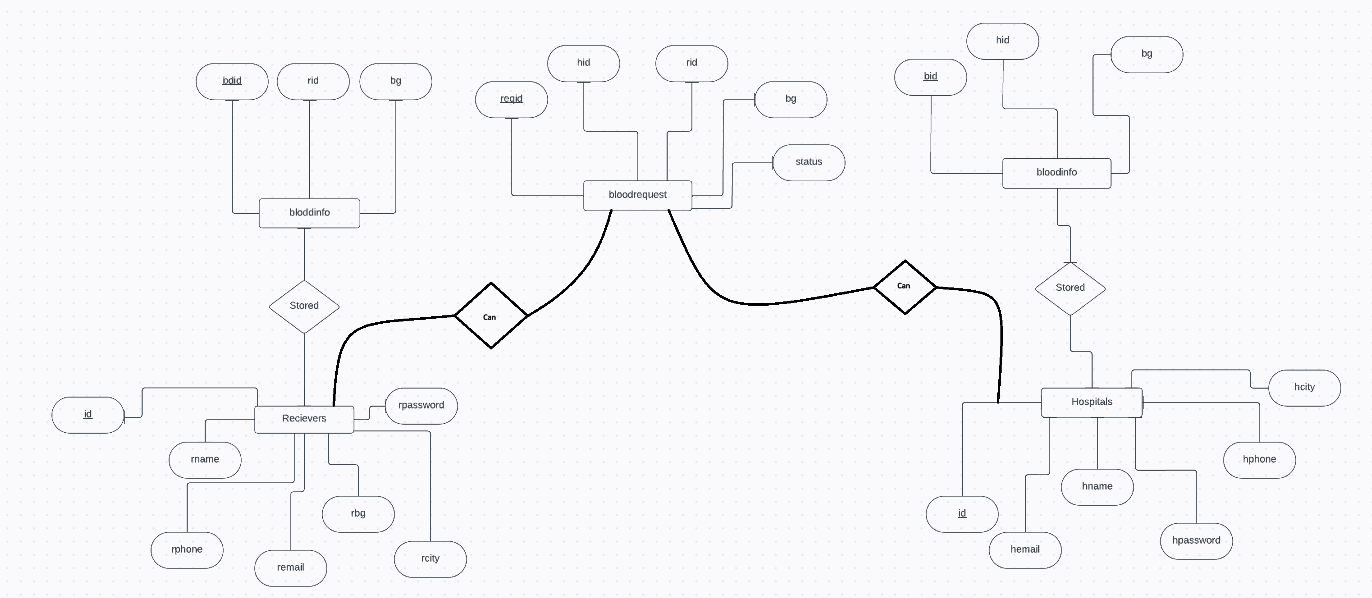 hid
bg
hid
rid
bdid
rid
bg
bid
reqid
bg
status
bloodinfo
bloodrequest
bloddinfo
Can
Stored
Stored
Can
hcity
Hospitals
rpassword
id
Recievers
rname
hphone
hname
rbg
id
hpassword
rphone
hemail
rcity
remail